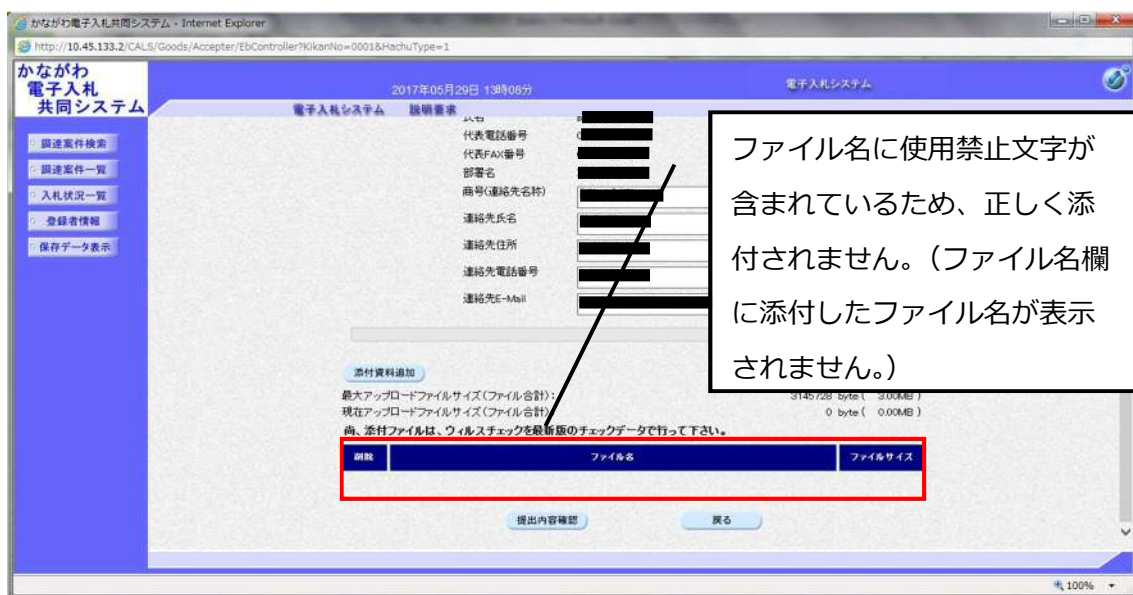 かながわ電子入札共同システム - Internet Explorer
http://10.45.133.2/CALS/Goods/Accepter/EbController?KikanNo=0001&HachuType=1
かながわ
電子入札
共同システム
2017年05月29日 13時08分
電子入札システム
電子入札システム 説明要求
調達案件検索
調達案件一覧
入札状況一覧
登録者情報
保存データ表示
氏名
代表電話番号
代表FAX番号
部署名
商号(連絡先名称)
連絡先氏名
連絡先住所
連絡先電話番号
連絡先E-Mail
ファイル名に使用禁止文字が
含まれているため、正しく添
付されません。(ファイル名欄
に添付したファイル名が表示
されません。)
添付資料追加
最大アップロードファイルサイズ(ファイル合計): 3145728 byte ( 3.00MB )
現在アップロードファイルサイズ(ファイル合計) 0 byte ( 0.00MB )
尚、添付ファイルは、ウィルスチェックを最新版のチェックデータで行って下さい。
削除 ファイル名 ファイルサイズ
提出内容確認 戻る
100%